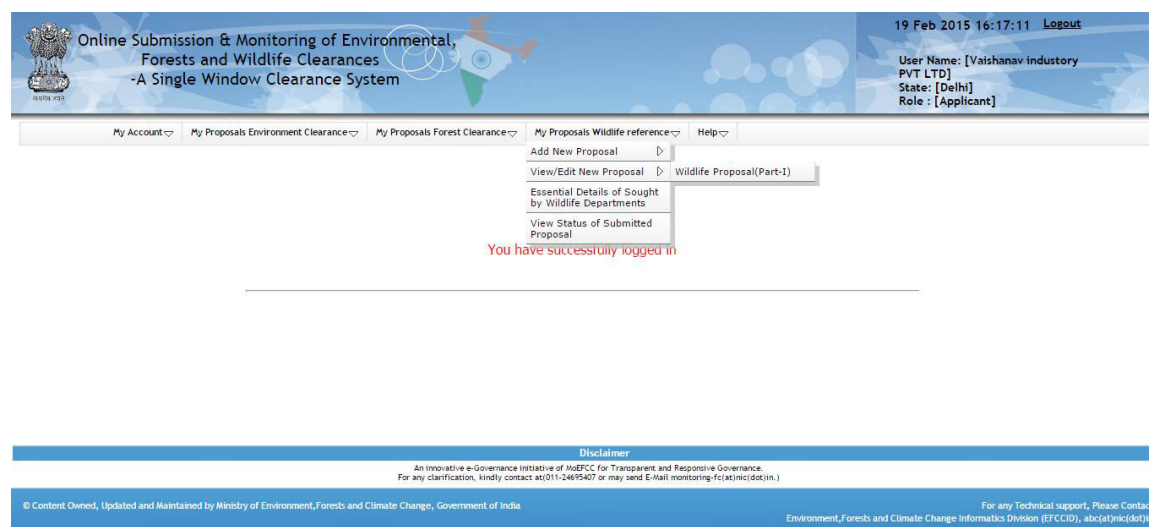 19 Feb 2015 16:17:11 Logout
Online Submission & Monitoring of Environmental,
Forests and Wildlife Clearances
-A Single Window Clearance System
User Name: [Vaishanav industory
PVT LTD]
State: [Delhi]
Role : [Applicant]
सत्यमेव जयते
My Account My Proposals Environment Clearance My Proposals Forest Clearance My Proposals Wildlife reference Help
Add New Proposal
View/Edit New Proposal Wildlife Proposal(Part-I)
Essential Details of Sought
by Wildlife Departments
View Status of Submitted
Proposal
You have successfully logged in
Disclaimer
An innovative e-Governance initiative of MoEFCC for Transparent and Responsive Governance.
For any clarification, kindly contact at(011-24695407 or may send E-Mail monitoring-fc(at)nic(dot)in.)
© Content Owned, Updated and Maintained by Ministry of Environment,Forests and Climate Change, Government of India
For any Technical support, Please Contac
Environment,Forests and Climate Change Informatics Division (EFCCID), abc(at)nic(dot)i